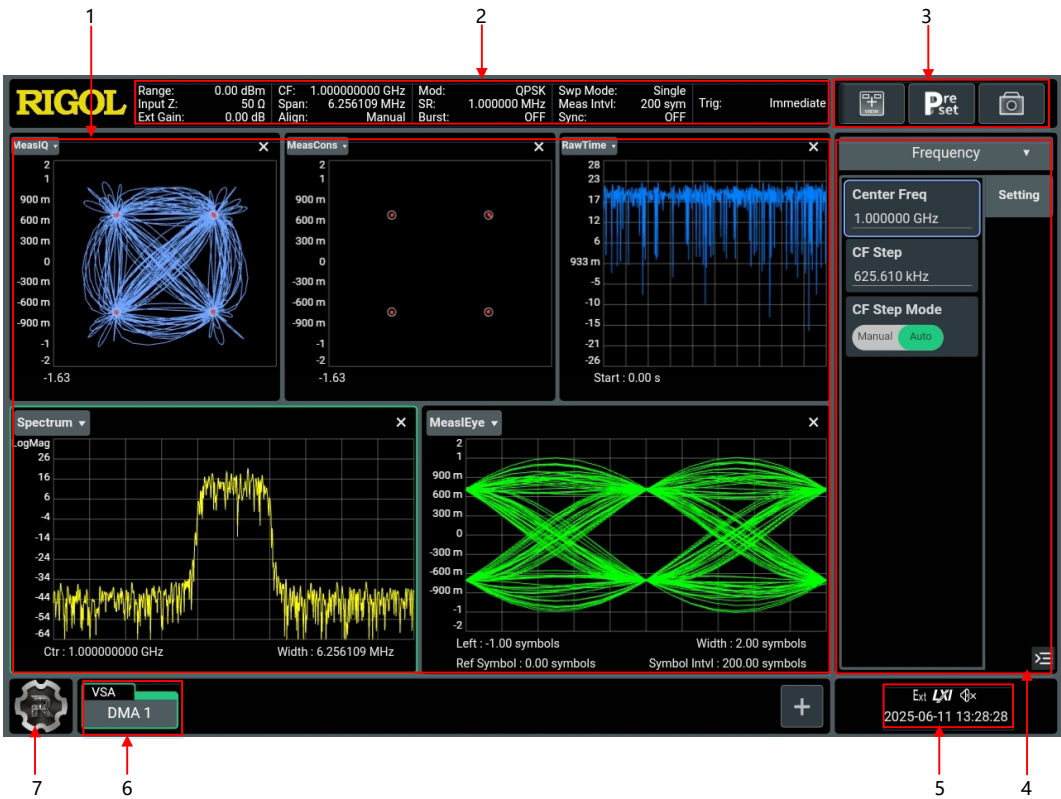 1
2
3
RIGOL
Range: 0.00 dBm
Input Z: 50 Ω
Ext Gain: 0.00 dB
CF: 1.000000000 GHz
Span: 6.256109 MHz
Align: Manual
Mod: QPSK
SR: 1.000000 MHz
Burst: OFF
Swp Mode: Single
Meas Intvl: 200 sym
Sync: OFF
Trig: Immediate
VIEW
Preset
MeasIQ
2
1
900 m
600 m
300 m
0
-300 m
-600 m
-900 m
-1
-2
-1.63
MeasCons
2
1
900 m
600 m
300 m
0
-300 m
-600 m
-900 m
-1
-2
-1.63
RawTime
28
23
17
12
6
933 m
-5
-10
-15
-21
-26
Start : 0.00 s
Frequency
Setting
Center Freq
1.000000 GHz
CF Step
625.610 kHz
CF Step Mode
Manual Auto
Spectrum
LogMag
26
16
6
-4
-14
-24
-34
-44
-54
-64
Ctr : 1.000000000 GHz Width : 6.256109 MHz
MeasIEye
2
1
900 m
600 m
300 m
0
-300 m
-600 m
-900 m
-1
-2
Left : -1.00 symbols Width : 2.00 symbols
Ref Symbol : 0.00 symbols Symbol Intvl : 200.00 symbols
VSA
DMA 1
+
Ext LXI
2025-06-11 13:28:28
7
6
5
4